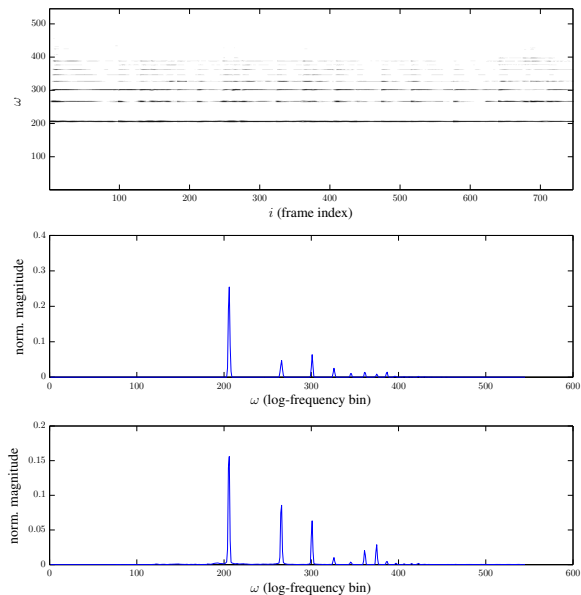 500
400
300
200
100
ω
100 200 300 400 500 600 700
i (frame index)
0.4
0.3
0.2
0.1
0
norm. magnitude
0 100 200 300 400 500 600
ω (log-frequency bin)
0.2
0.15
0.1
0.05
0
norm. magnitude
0 100 200 300 400 500 600
ω (log-frequency bin)